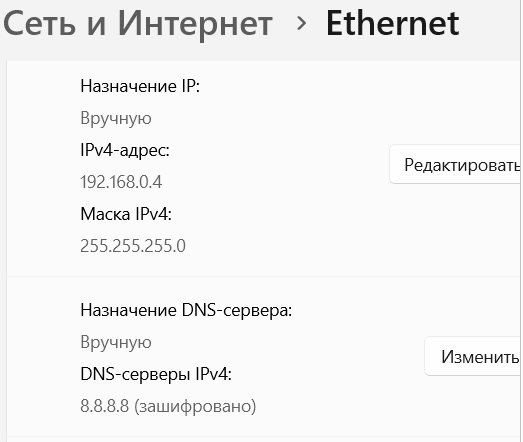 Сеть и Интернет > Ethernet
Назначение IP:
Вручную
IPv4-адрес:
192.168.0.4
Маска IPv4:
255.255.255.0
Редактировать
Назначение DNS-сервера:
Вручную
DNS-серверы IPv4:
8.8.8.8 (зашифровано)
Изменить